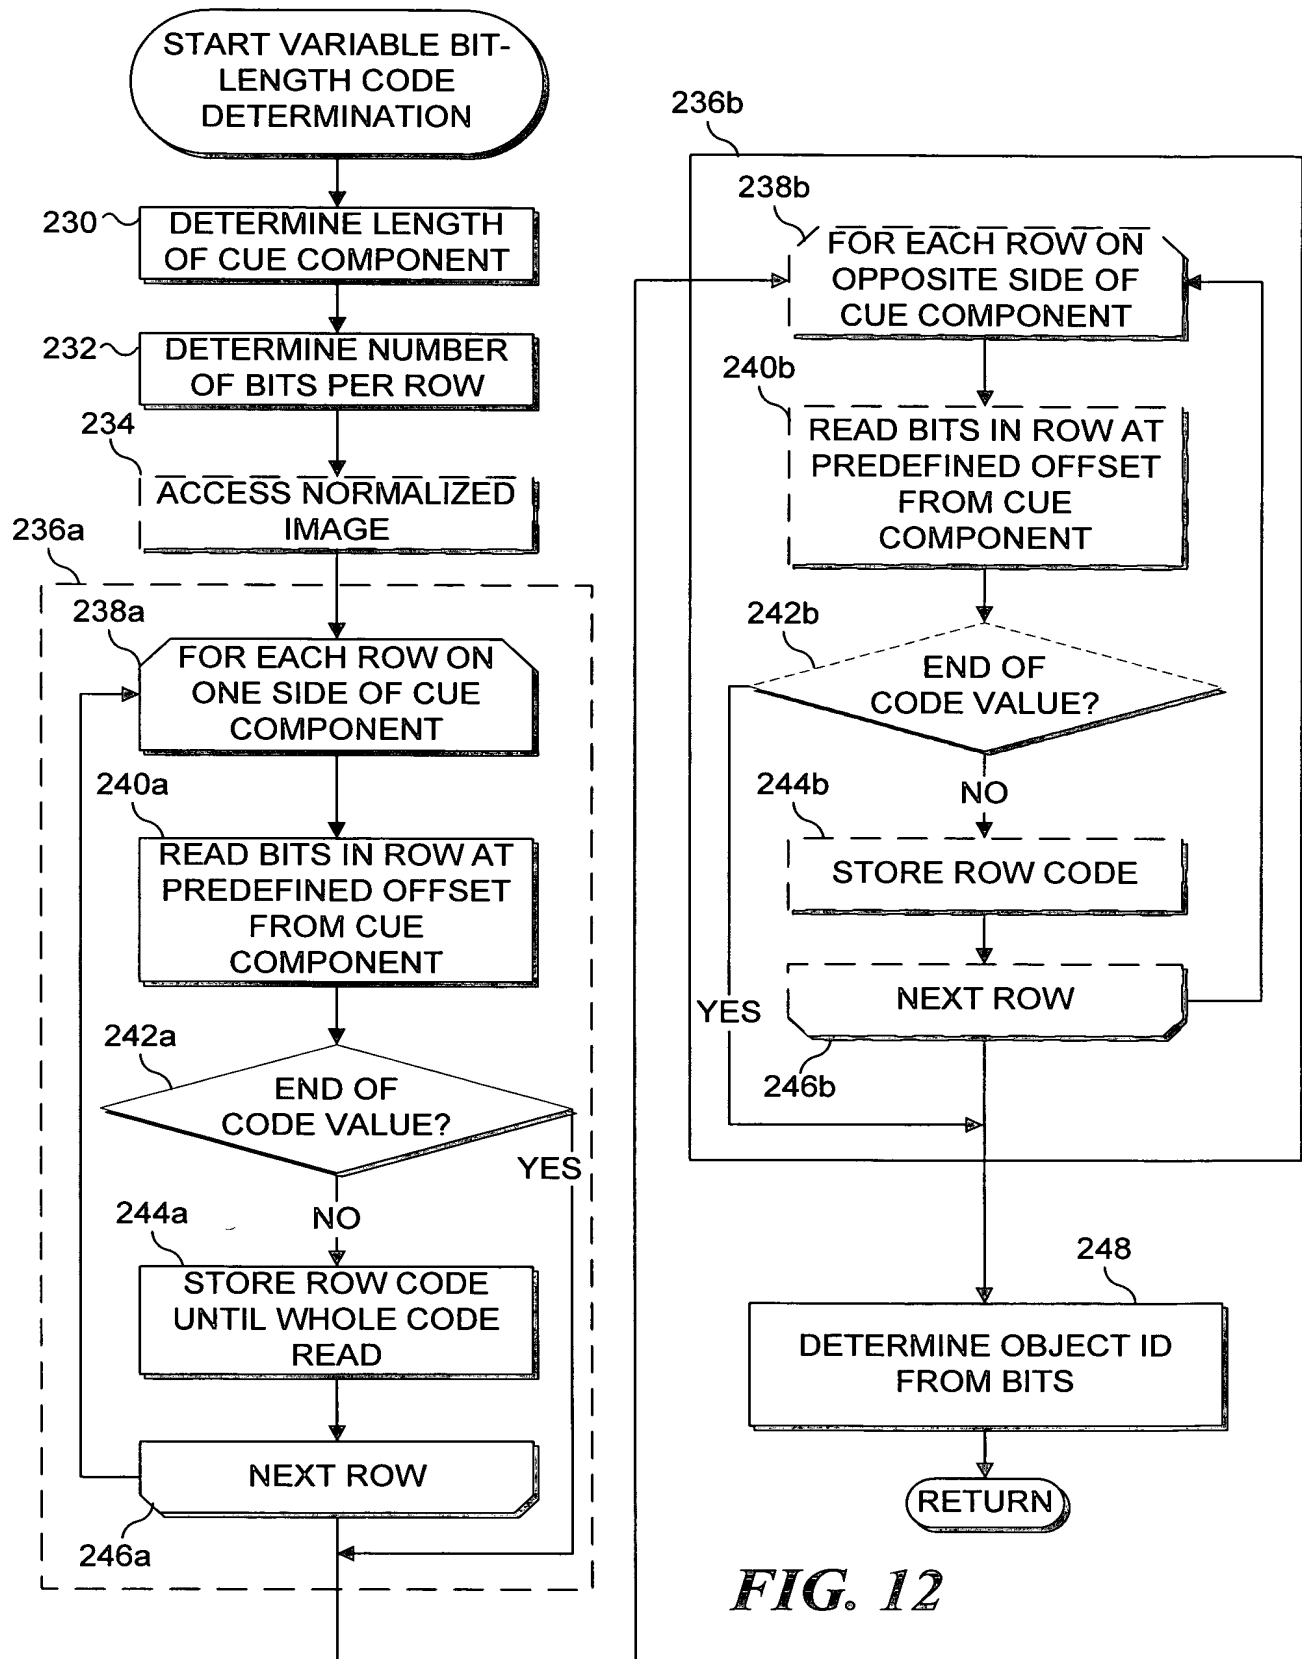 START VARIABLE BIT-
LENGTH CODE
DETERMINATION
230
DETERMINE LENGTH
OF CUE COMPONENT
232
DETERMINE NUMBER
OF BITS PER ROW
234
ACCESS NORMALIZED
IMAGE
236a
238a
FOR EACH ROW ON
ONE SIDE OF CUE
COMPONENT
240a
READ BITS IN ROW AT
PREDEFINED OFFSET
FROM CUE
COMPONENT
242a
END OF
CODE VALUE?
YES
NO
244a
STORE ROW CODE
UNTIL WHOLE CODE
READ
NEXT ROW
246a
236b
238b
FOR EACH ROW ON
OPPOSITE SIDE OF
CUE COMPONENT
240b
READ BITS IN ROW AT
PREDEFINED OFFSET
FROM CUE
COMPONENT
242b
END OF
CODE VALUE?
NO
244b
STORE ROW CODE
NEXT ROW
YES
246b
248
DETERMINE OBJECT ID
FROM BITS
RETURN
FIG. 12